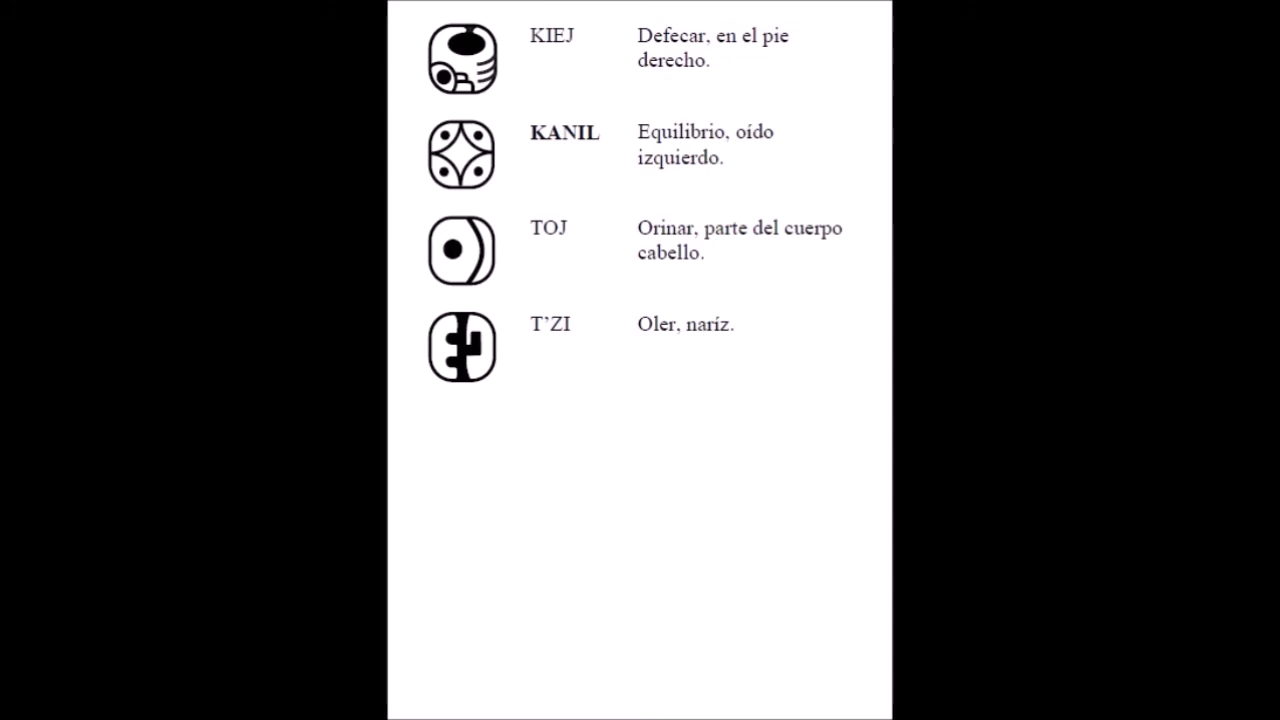 KIEJ Defecar, en el pie
derecho.
KANIL Equilibrio, oído
izquierdo.
TOJ Orinar, parte del cuerpo
cabello.
T’ZI Oler, naríz.